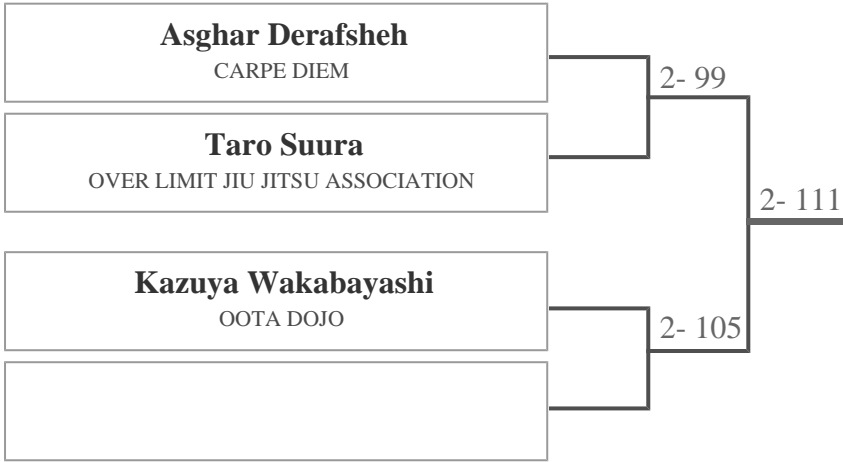 Asghar Derafsheh
CARPE DIEM
2- 99
Taro Suura
OVER LIMIT JIU JITSU ASSOCIATION
2- 111
Kazuya Wakabayashi
OOTA DOJO
2- 105